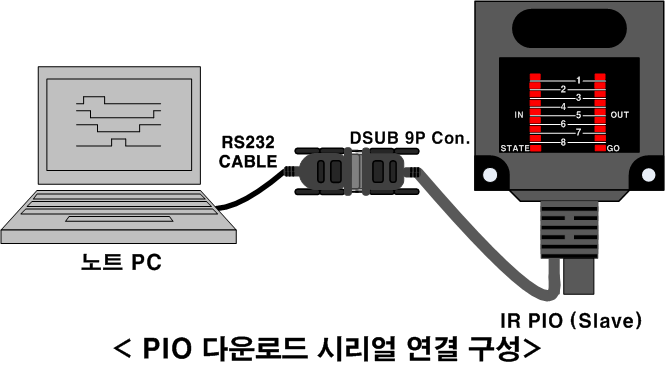 1
2
3
4
IN 5 OUT
6
7
8
STATE GO
RS232
CABLE
DSUB 9P Con.
노트 PC
IR PIO (Slave)
< PIO 다운로드 시리얼 연결 구성>